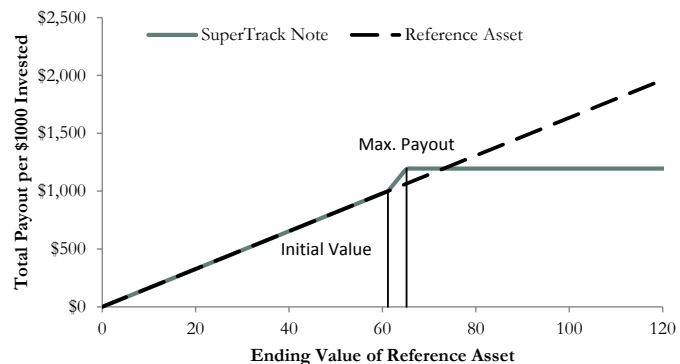 Total Payout per $1000 Invested
$2,500
$2,000
$1,500
$1,000
$500
$0
SuperTrack Note
Reference Asset
Max. Payout
Initial Value
0 20 40 60 80 100 120
Ending Value of Reference Asset